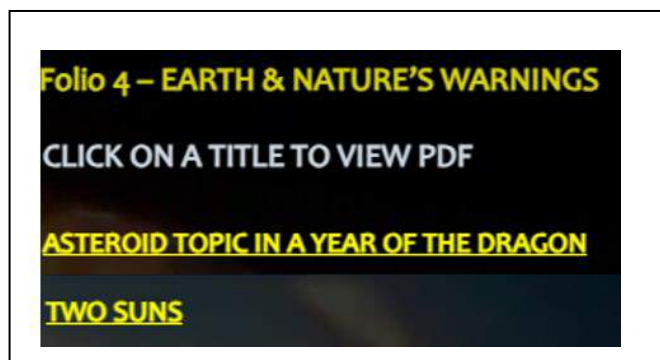 Folio 4 – EARTH & NATURE'S WARNINGS
CLICK ON A TITLE TO VIEW PDF
ASTEROID TOPIC IN A YEAR OF THE DRAGON
TWO SUNS